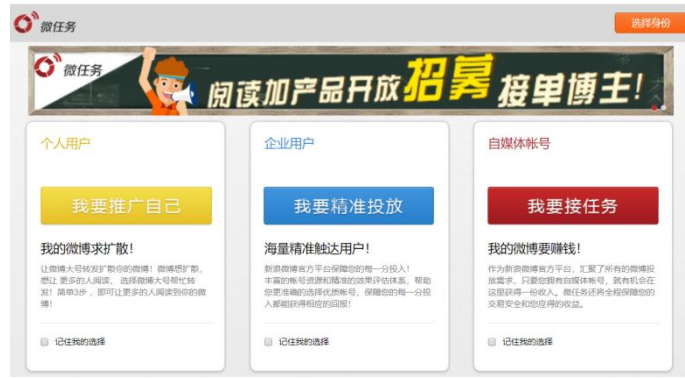 微任务
选择身份
微任务
阅读加产品开放招募接单博主!
个人用户
我要推广自己
我的微博求扩散!
让微博大号转发扩散你的微博!微博想扩散,
想让 更多的人阅读, 选择微博大号帮忙转
发!简单3步,即可让更多的人阅读到你的微
博!
记住我的选择
企业用户
我要精准投放
海量精准触达用户!
新浪微博官方平台保障您的每一分投入!
丰富的帐号资源和精准的效果评估体系,帮助
您更准确的选择优质帐号,保障您的每一分投
入都能获得相应的回报!
记住我的选择
自媒体帐号
我要接任务
我的微博要赚钱!
作为新浪微博官方平台,汇聚了所有的微博投
放需求,只要您拥有自媒体帐号,就有机会在
这里获得一份收入。微任务还将全程保障您的
交易安全和您应得的收益。
记住我的选择